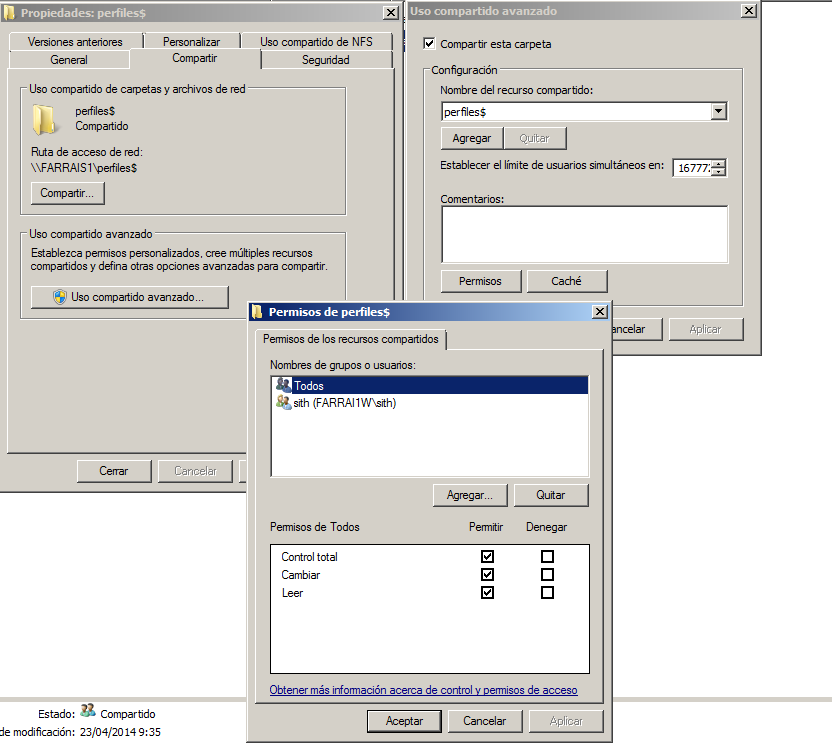 Propiedades: perfiles$
Versiones anteriores
Personalizar
Uso compartido de NFS
General
Compartir
Seguridad
Uso compartido de carpetas y archivos de red
perfiles$
Compartido
Ruta de acceso de red:
\\FARRAIS1\perfiles$
Compartir...
Uso compartido avanzado
Establezca permisos personalizados, cree múltiples recursos
compartidos y defina otras opciones avanzadas para compartir.
Uso compartido avanzado...
Cerrar
Cancelar
Uso compartido avanzado
Compartir esta carpeta
Configuración
Nombre del recurso compartido:
perfiles$
Agregar
Quitar
Establecer el límite de usuarios simultáneos en:
Comentarios:
Permisos
Caché
ancelar
Aplicar
Permisos de perfiles$
Permisos de los recursos compartidos
Nombres de grupos o usuarios:
Todos
sith (FARRAI1W\sith)
Agregar...
Quitar
Permisos de Todos
Permitir
Denegar
Control total
Cambiar
Leer
Obtener más información acerca de control y permisos de acceso
Aceptar
Cancelar
Aplicar
Estado: Compartido
de modificación: 23/04/2014 9:35